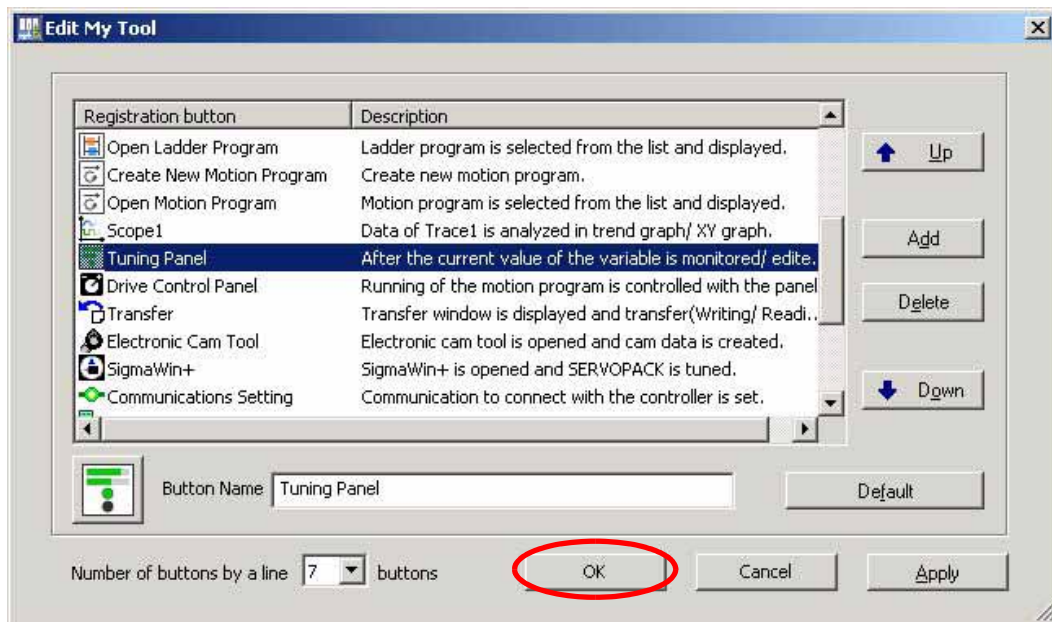 Edit My Tool
Registration button Description
Open Ladder Program Ladder program is selected from the list and displayed.
Create New Motion Program Create new motion program.
Open Motion Program Motion program is selected from the list and displayed.
Scope1 Data of Trace1 is analyzed in trend graph/ XY graph.
Tuning Panel After the current value of the variable is monitored/ edite.
Drive Control Panel Running of the motion program is controlled with the panel
Transfer Transfer window is displayed and transfer(Writing/ Readi..
Electronic Cam Tool Electronic cam tool is opened and cam data is created.
SigmaWin+ SigmaWin+ is opened and SERVOPACK is tuned.
Communications Setting Communication to connect with the controller is set.
Up
Add
Delete
Down
Button Name Tuning Panel
Default
Number of buttons by a line 7 buttons
OK Cancel Apply